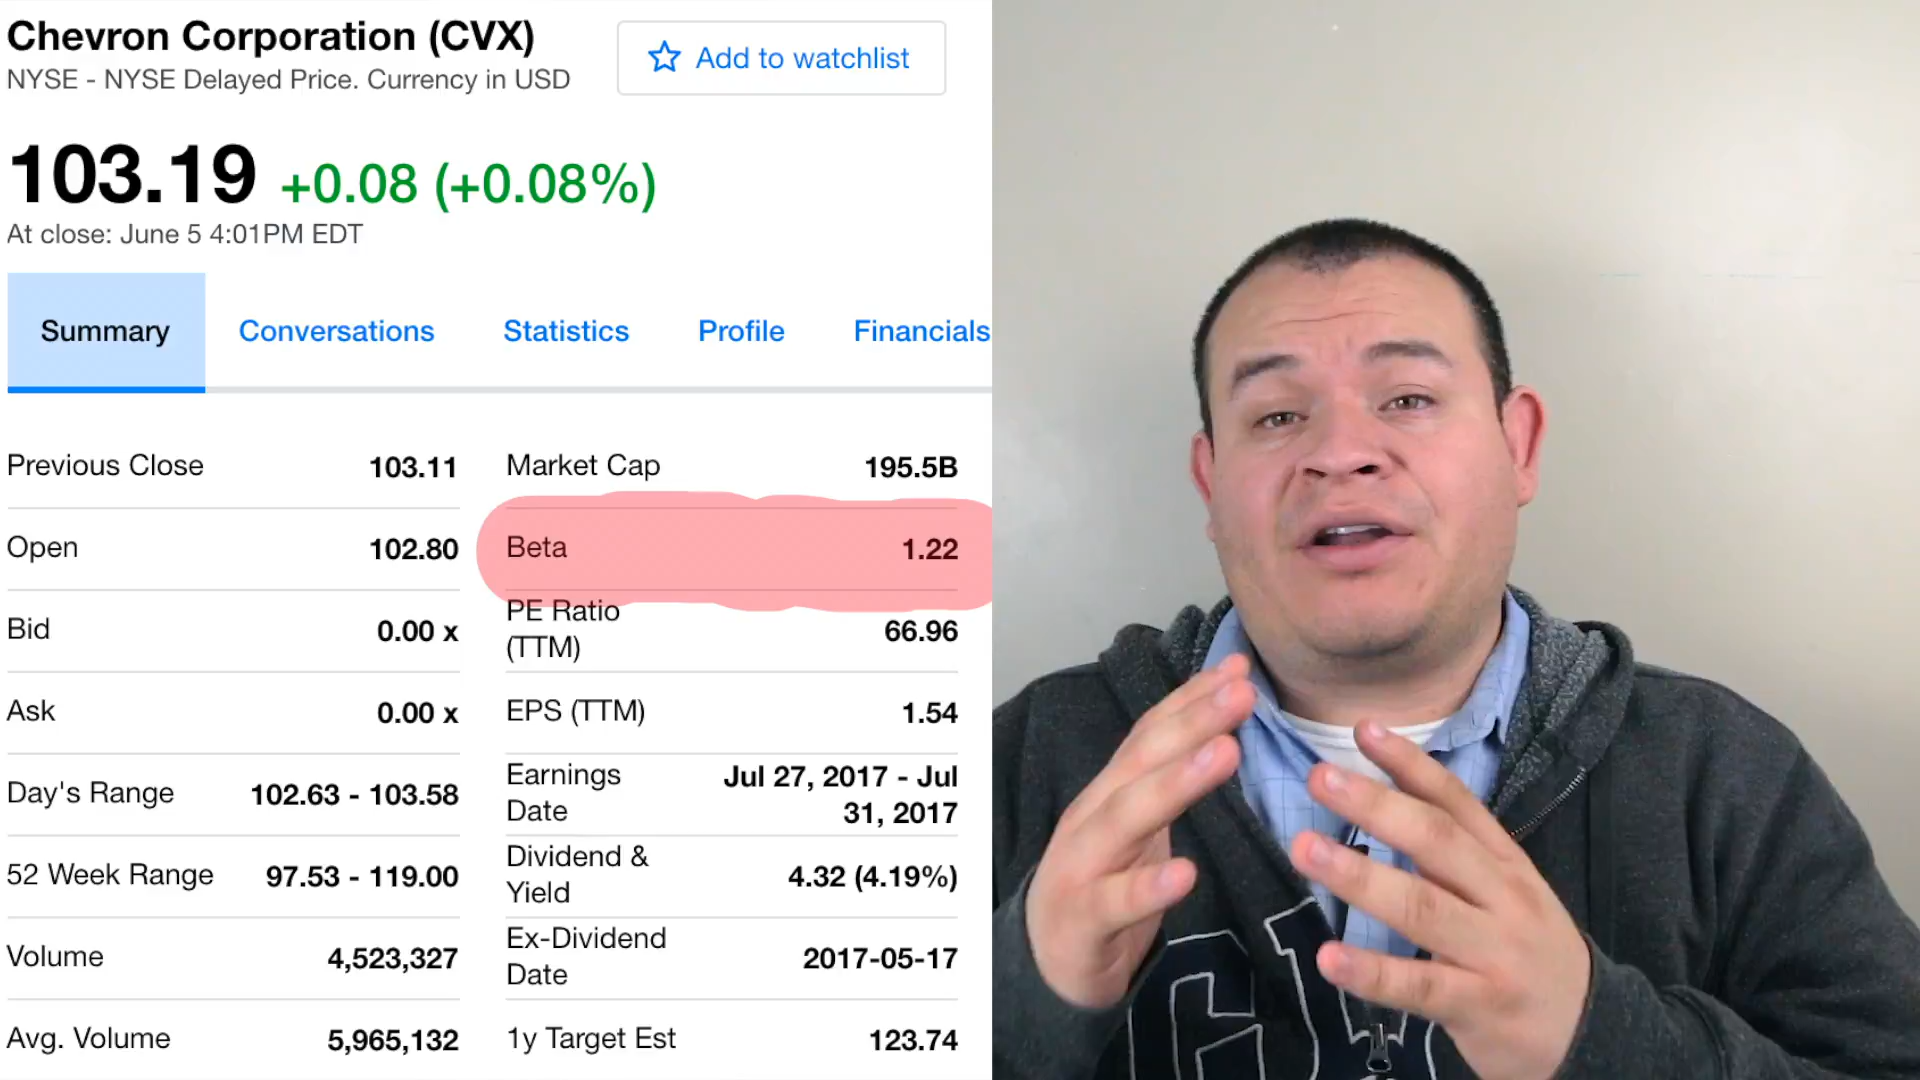 Chevron Corporation (CVX)
NYSE - NYSE Delayed Price. Currency in USD
Add to watchlist
103.19 +0.08 (+0.08%)
At close: June 5 4:01PM EDT
Summary Conversations Statistics Profile Financials
Previous Close 103.11
Open 102.80
Bid 0.00 x
Ask 0.00 x
Day's Range 102.63 - 103.58
52 Week Range 97.53 - 119.00
Volume 4,523,327
Avg. Volume 5,965,132
Market Cap 195.5B
Beta 1.22
PE Ratio
(TTM) 66.96
EPS (TTM) 1.54
Earnings
Date
Jul 27, 2017 - Jul
31, 2017
Dividend &
Yield 4.32 (4.19%)
Ex-Dividend
Date 2017-05-17
1y Target Est 123.74